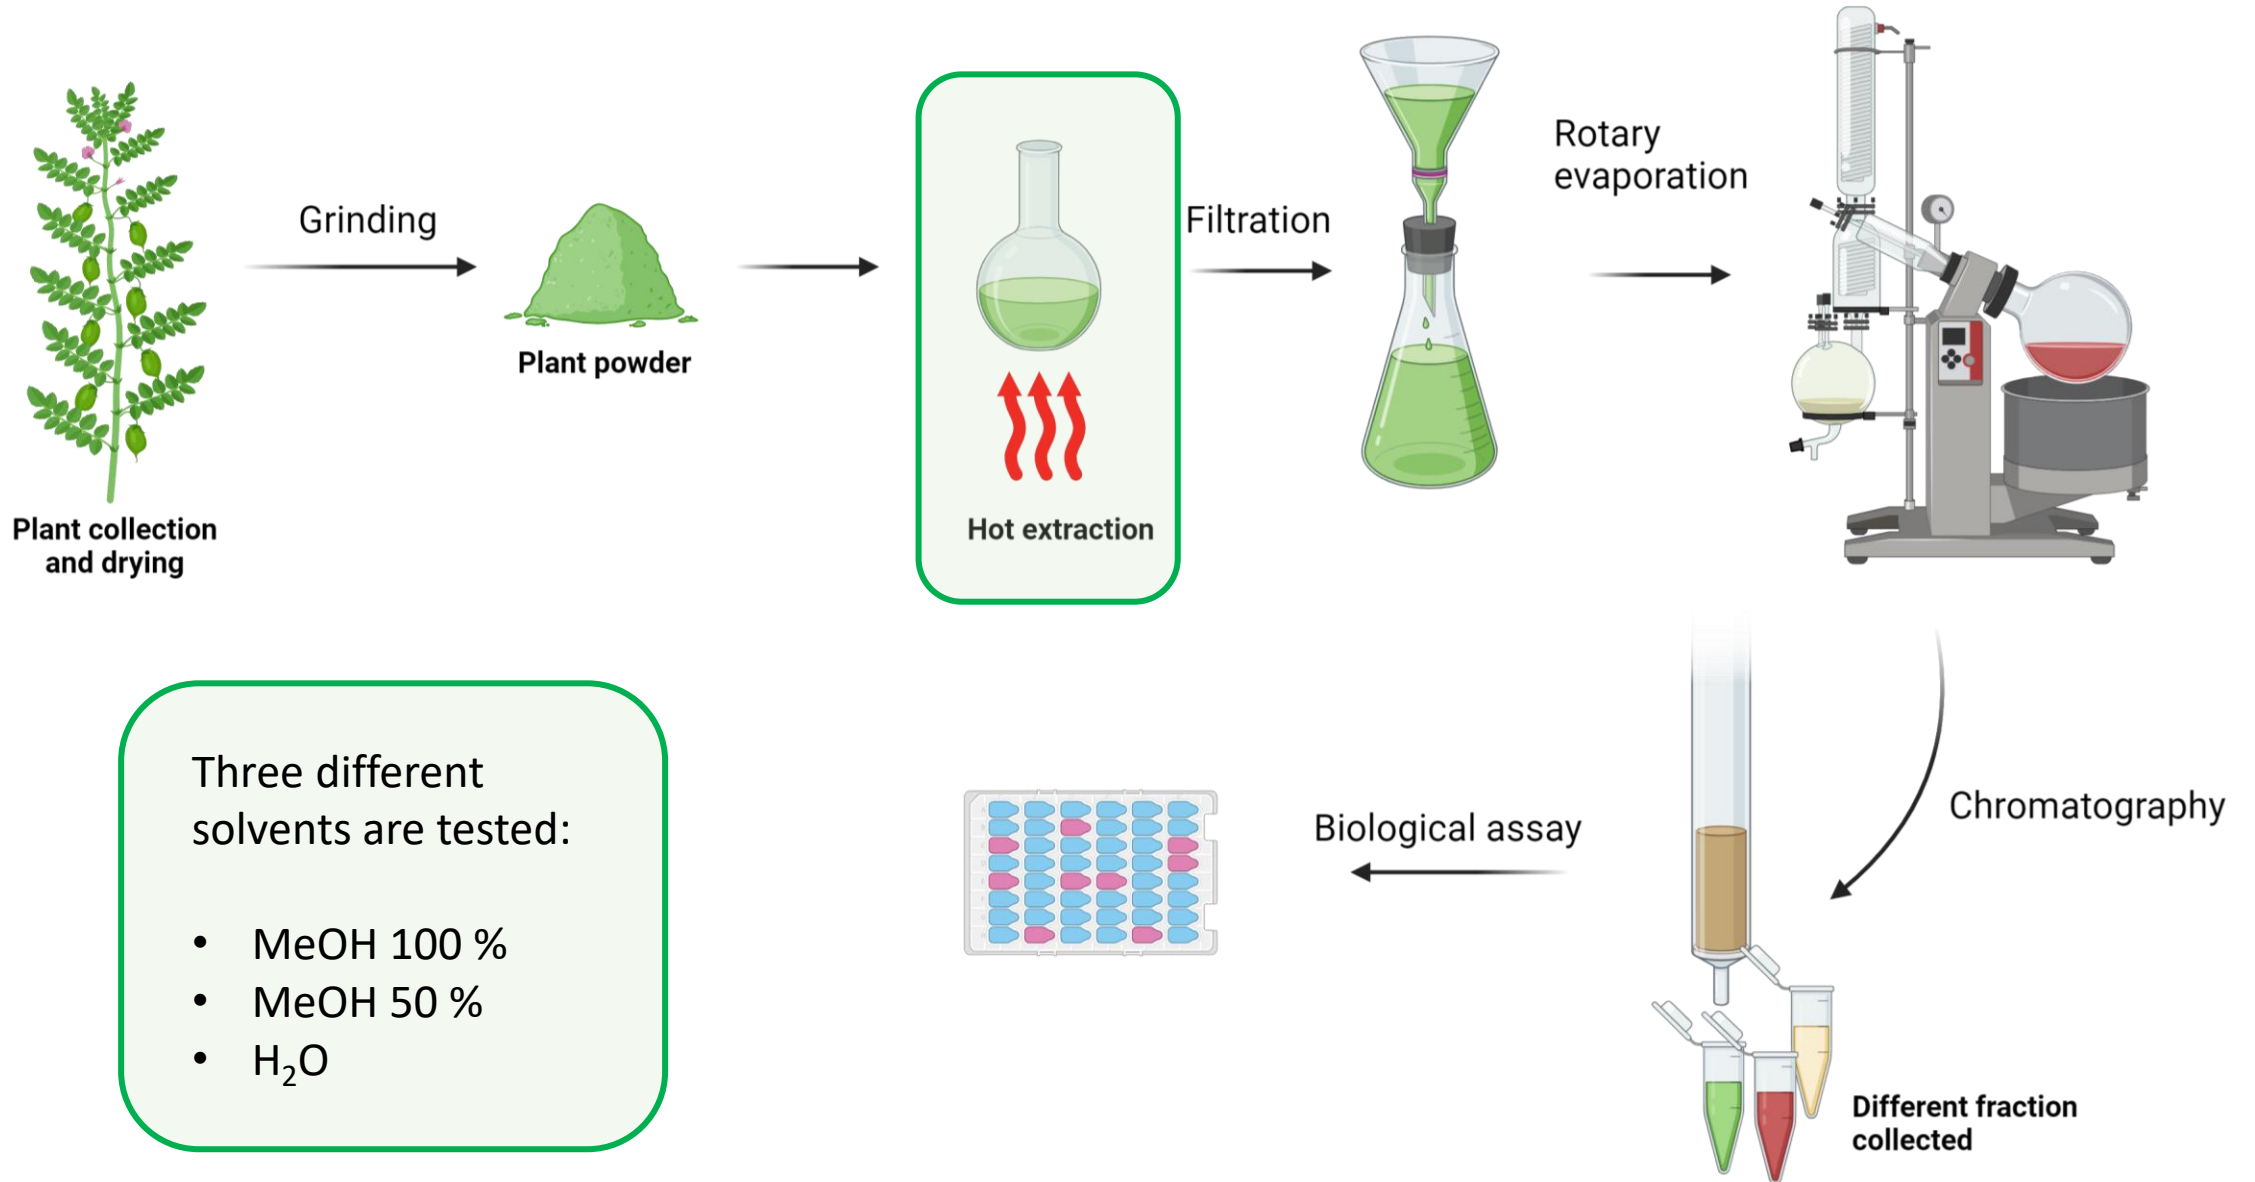 Plant collection
and drying
Grinding
Plant powder
Hot extraction
Filtration
Rotary
evaporation
Chromatography
Different fraction
collected
Biological assay
Three different
solvents are tested:
• MeOH 100 %
• MeOH 50 %
• H₂O